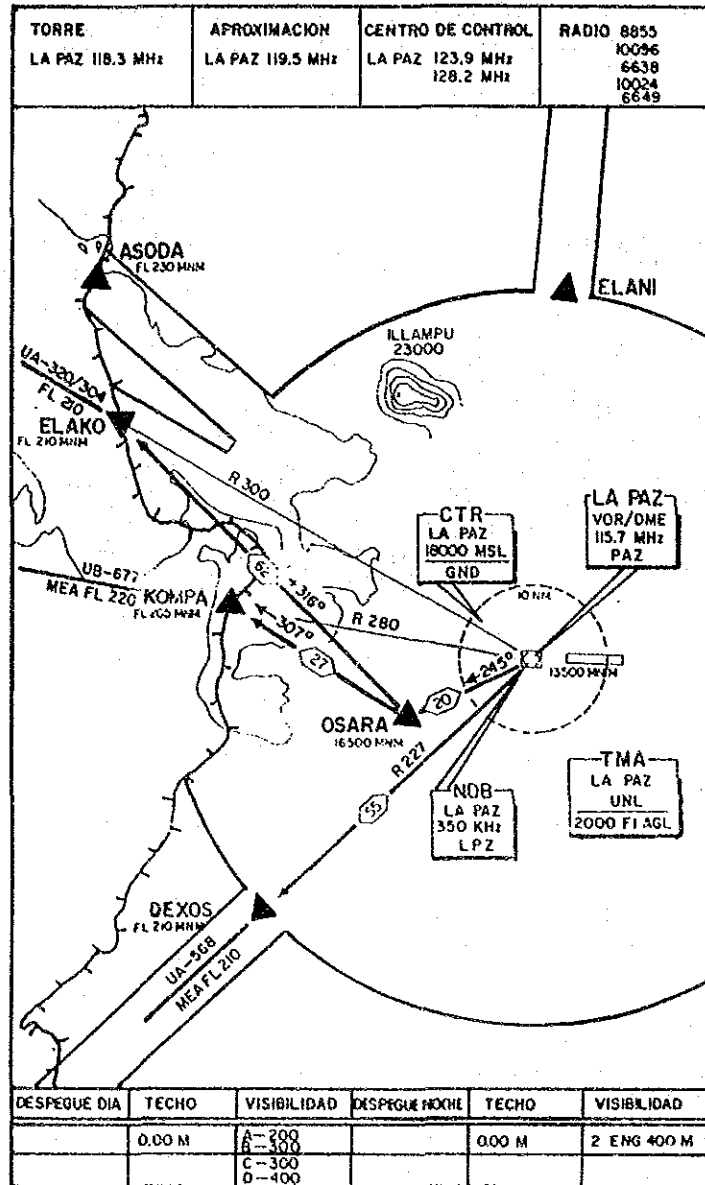 TORRE
LA PAZ 118.3 MHz
APROXIMACION
LA PAZ 119.5 MHz
CENTRO DE CONTROL
LA PAZ 123.9 MHz
128.2 MHz
RADIO 8855
10096
6638
10024
6649
ASODA
FL 230 MNM
ELANI
ILLAMPU
23000
UA-320/304
FL 210
ELAKO
FL 210 MNM
R 300
CTR
LA PAZ
18000 MSL
GND
LA PAZ
VOR/DME
115.7 MHz
PAZ
UB-677
MEA FL 220
KOMPA
FL 205 MNM
62
316°
R 280
10 NM
307°
27
245°
20
13500 MNM
OSARA
16500 MNM
R 227
TMA
LA PAZ
UNL
2000 FT AGL
NDB
LA PAZ
350 KHz
LPZ
55
DEXOS
FL 210 MNM
UA-568
MEA FL 210
DESPEGUE DIA TECHO VISIBILIDAD DESPEGUE NOCHE TECHO VISIBILIDAD
0.00 M A-200 0.00 M 2 ENG 400 M
B-300
C-300
D-400